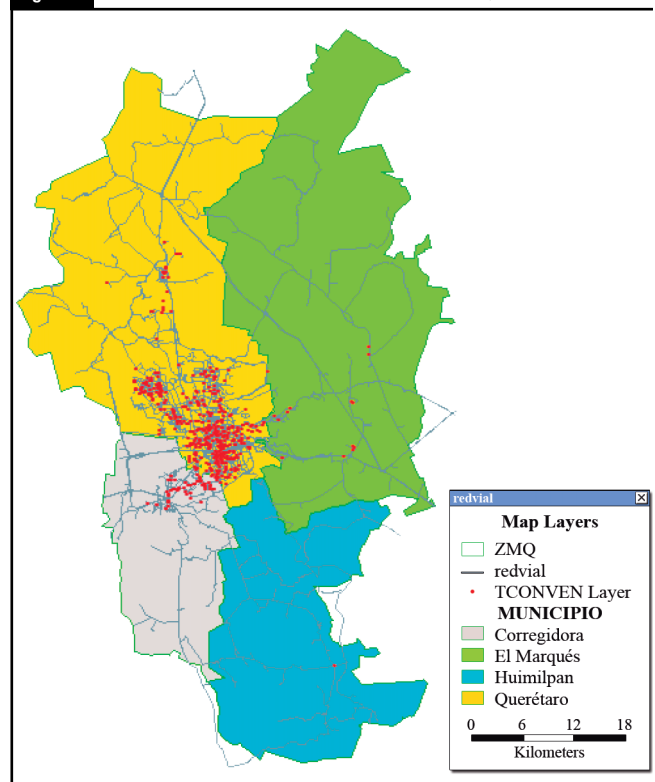 redvial
Map Layers
ZMQ
redvial
TCONVEN Layer
MUNICIPIO
Corregidora
El Marqués
Huimilpan
Querétaro
0 6 12 18
Kilometers